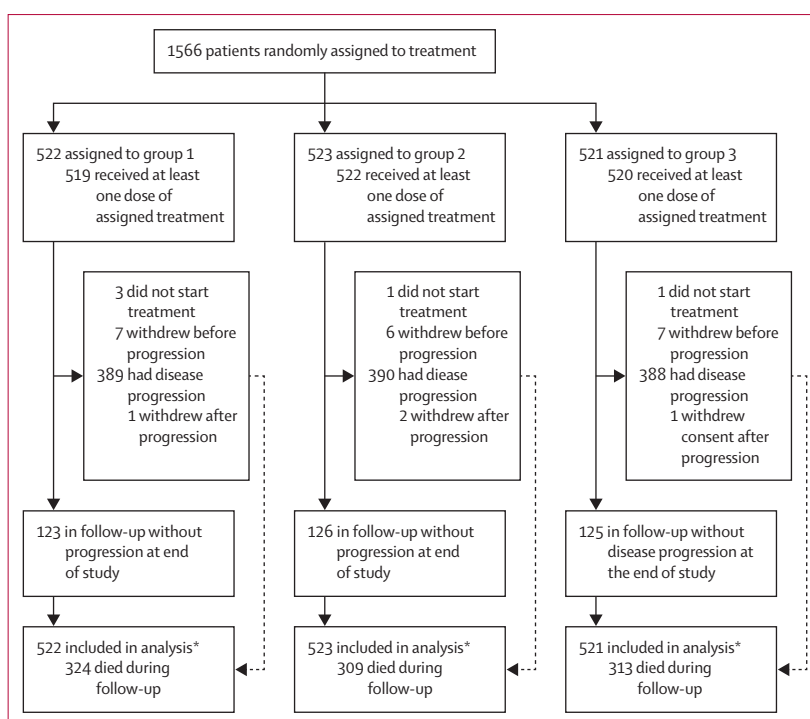 1566 patients randomly assigned to treatment
522 assigned to group 1
519 received at least
one dose of
assigned treatment
523 assigned to group 2
522 received at least
one dose of
assigned treatment
521 assigned to group 3
520 received at least
one dose of
assigned treatment
3 did not start
treatment
7 withdrew before
progression
389 had disease
progression
1 withdrew after
progression
1 did not start
treatment
6 withdrew before
progression
390 had diease
progression
2 withdrew after
progression
1 did not start
treatment
7 withdrew before
progression
388 had disease
progression
1 withdrew
consent after
progression
123 in follow-up without
progression at end
of study
126 in follow-up without
progression at end
of study
125 in follow-up without
disease progression at
the end of study
522 included in analysis*
324 died during
follow-up
523 included in analysis*
309 died during
follow-up
521 included in analysis*
313 died during
follow-up